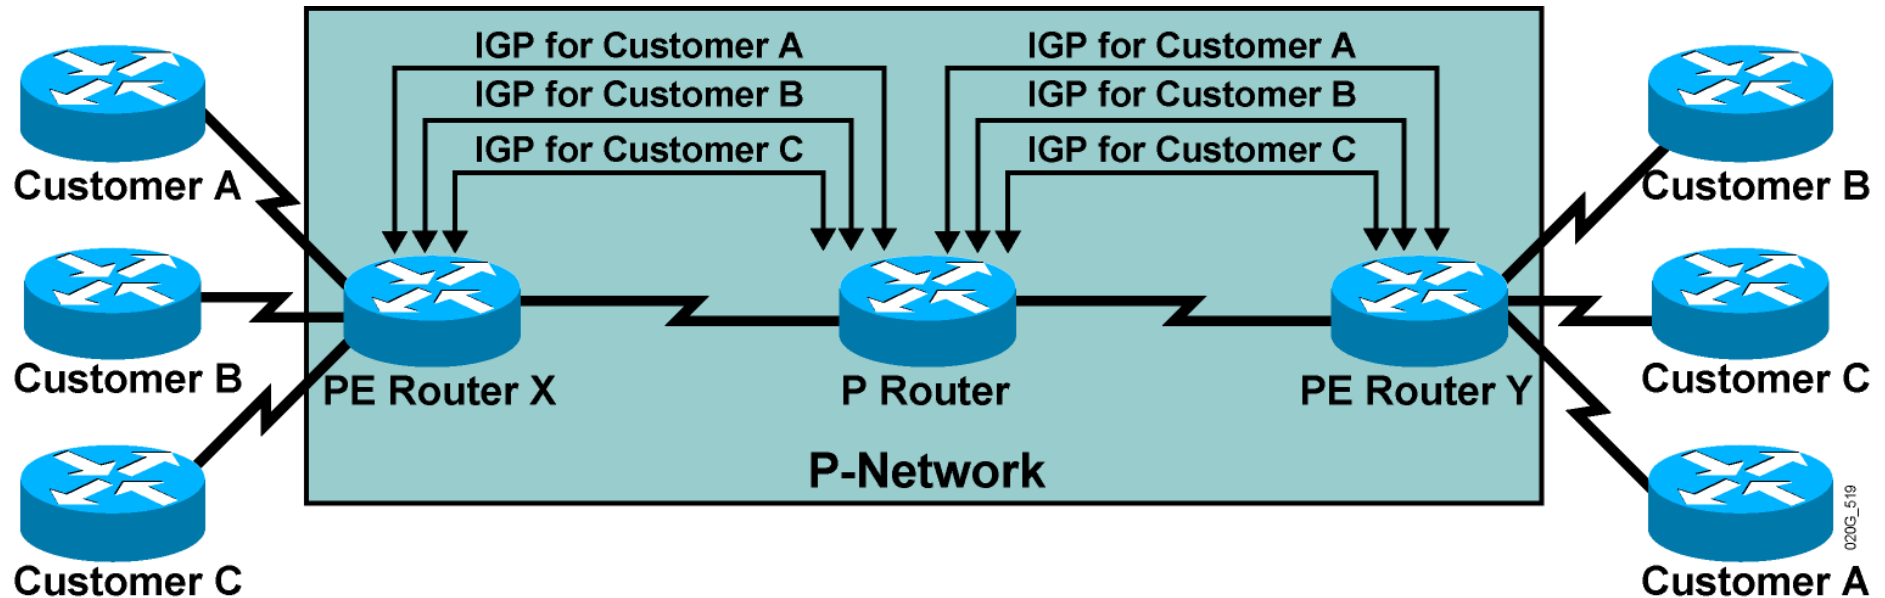 IGP for Customer A
IGP for Customer A
IGP for Customer B
IGP for Customer B
IGP for Customer C
IGP for Customer C
Customer A
Customer B
Customer B
Customer C
PE Router X
P Router
PE Router Y
P-Network
Customer C
Customer A
020G_519